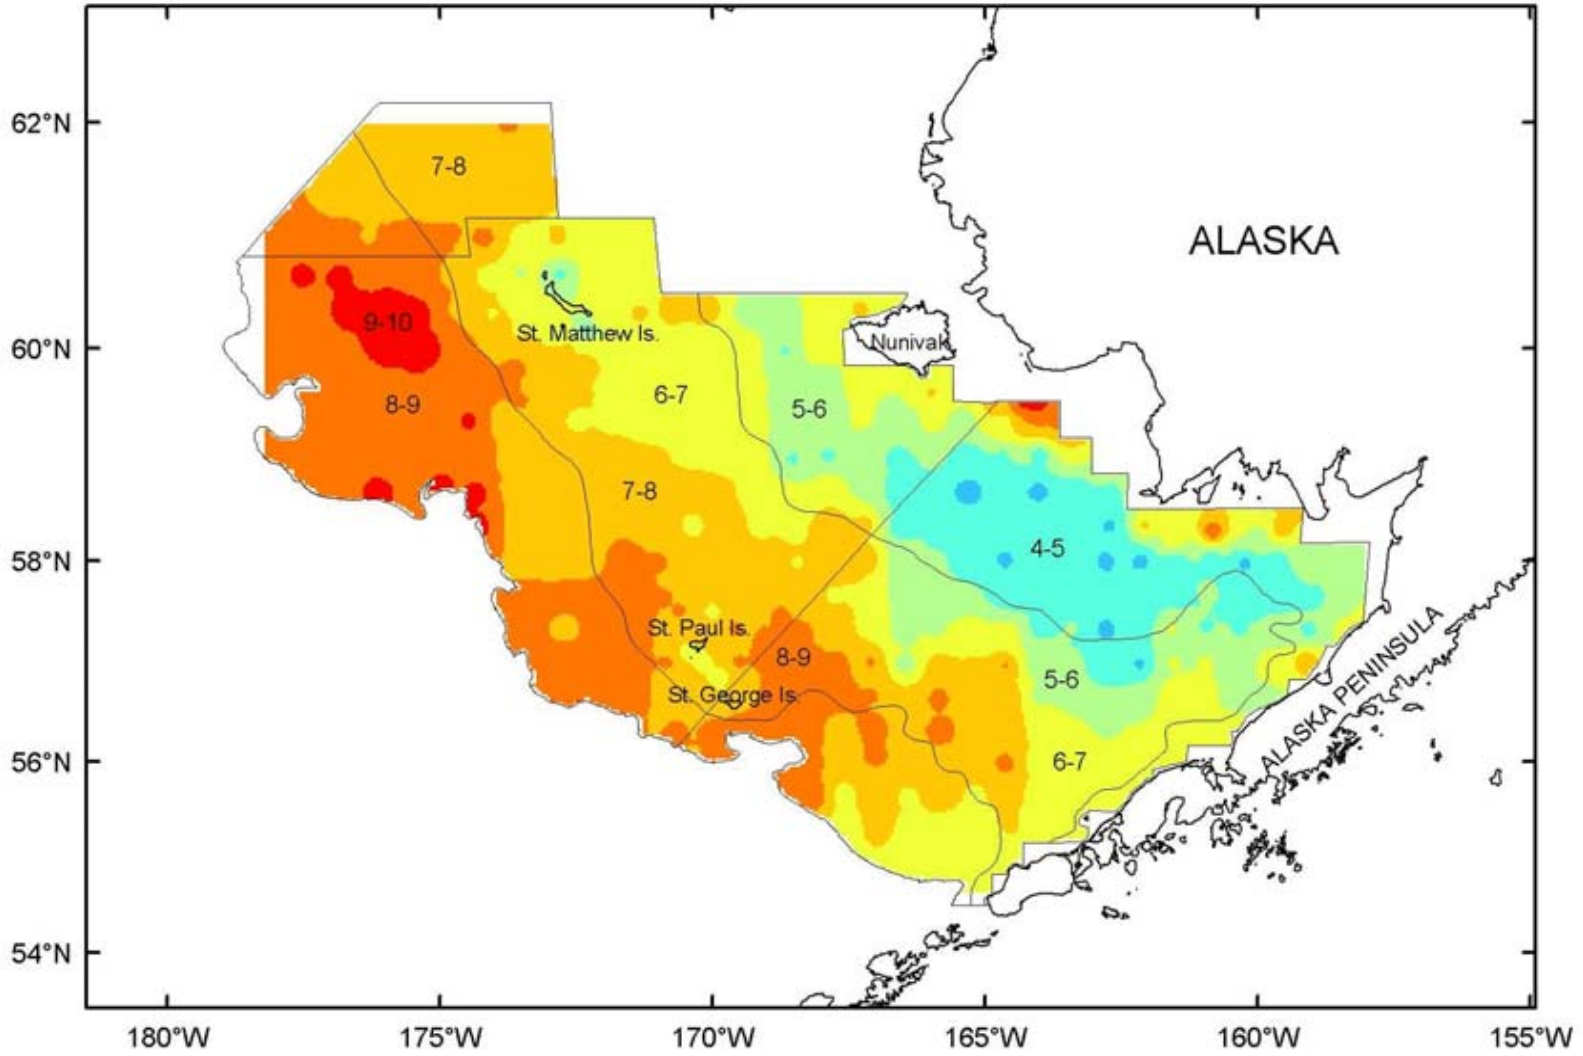 62°N
7-8
ALASKA
9-10
St. Matthew Is.
60°N
Nunivak
6-7
8-9
5-6
7-8
4-5
58°N
St. Paul Is.
8-9
5-6
St. George Is.
ALASKA PENINSULA
56°N
6-7
54°N
180°W
175°W
170°W
165°W
160°W
155°W